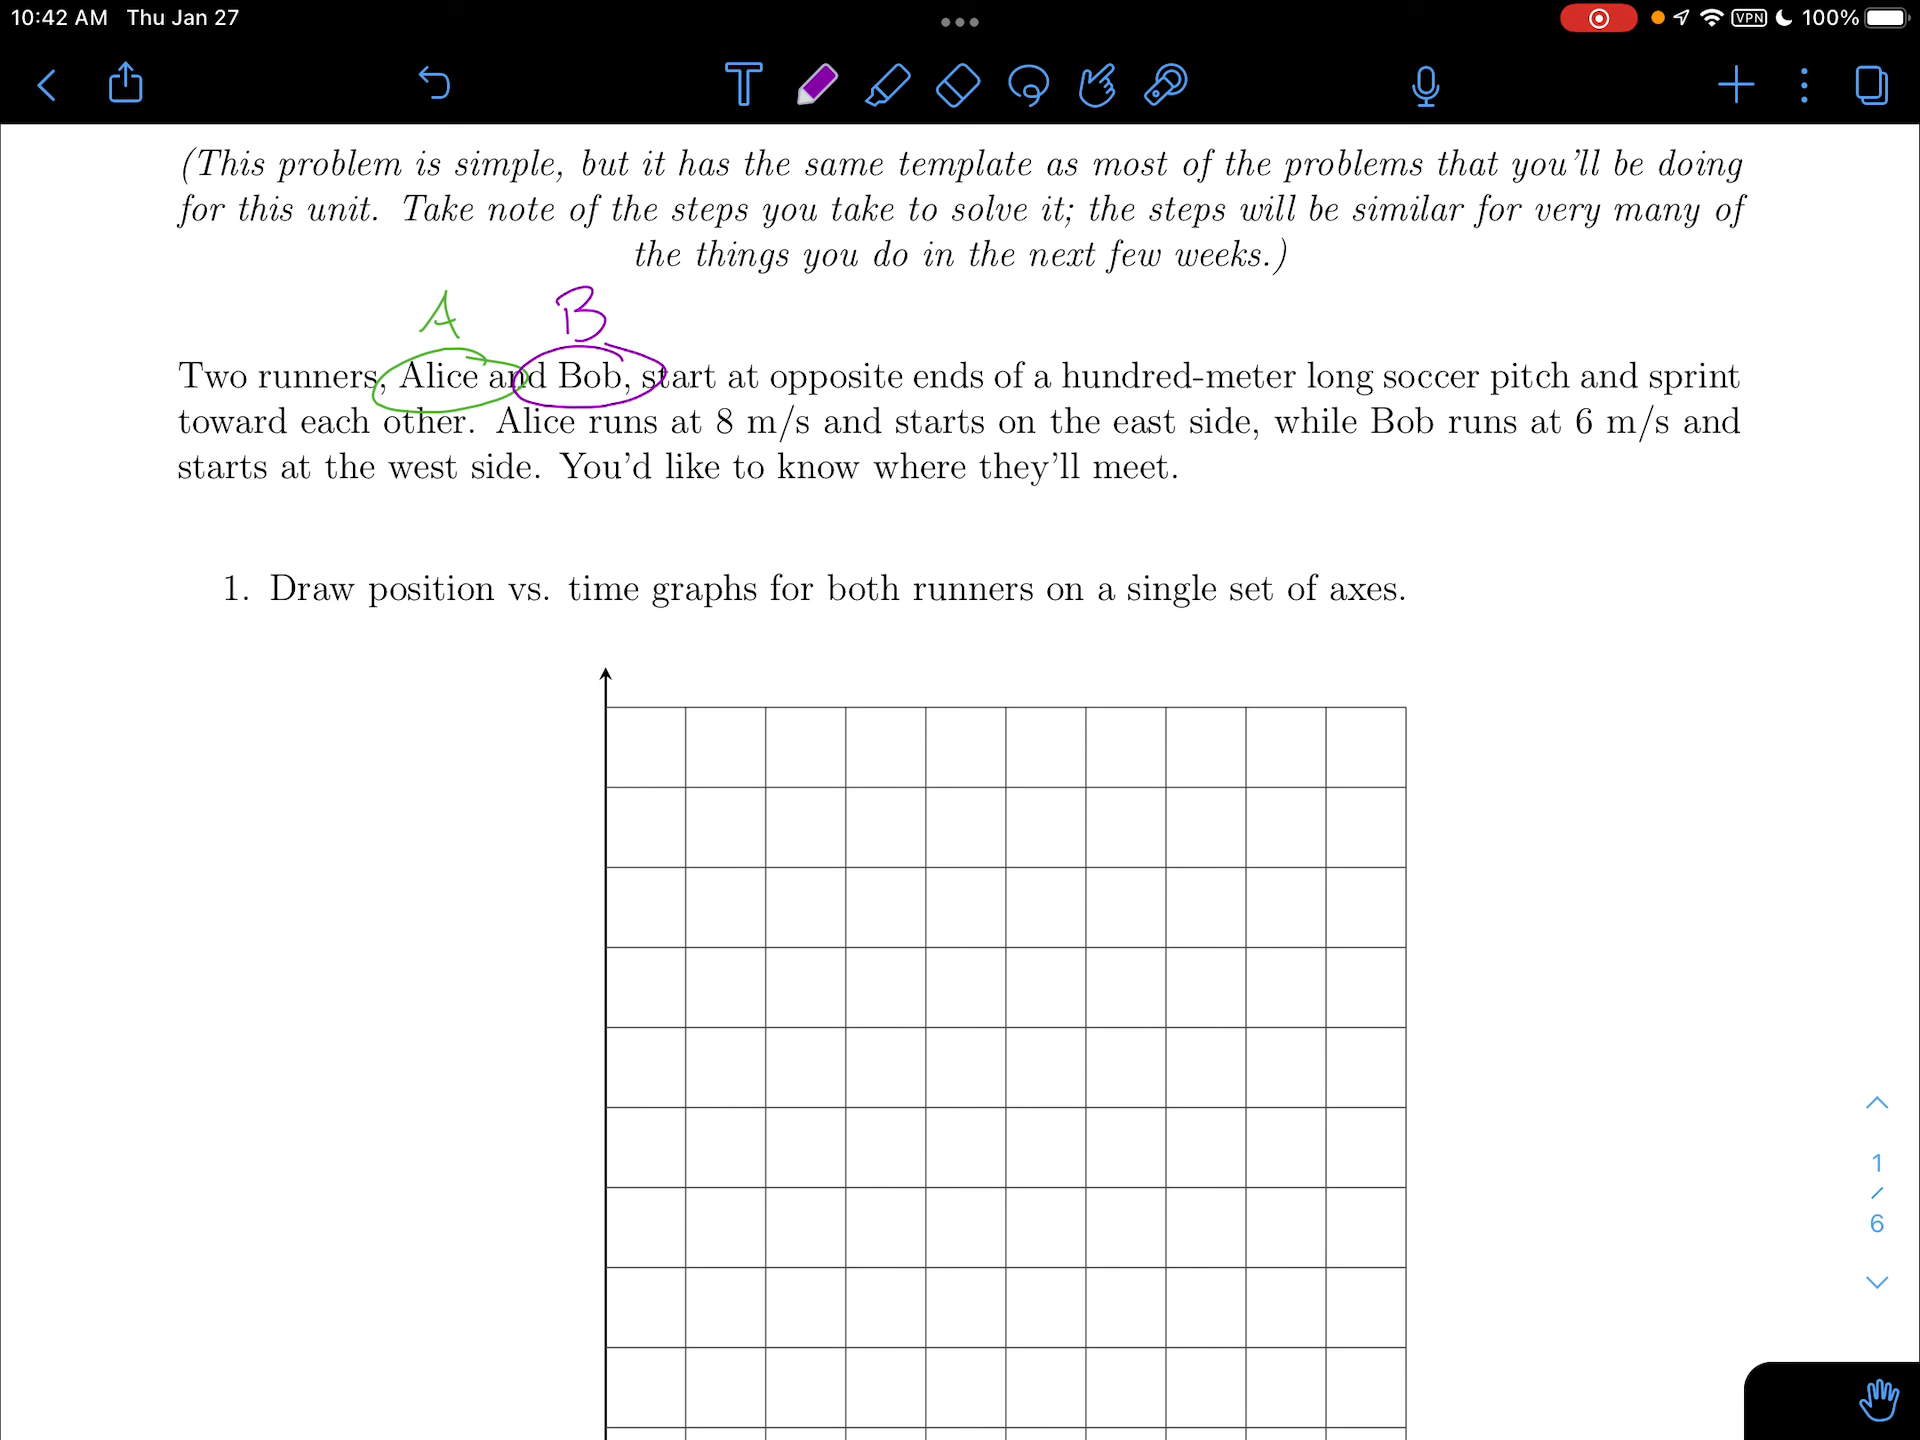 10:42 AM Thu Jan 27
VPN 100%
T
(This problem is simple, but it has the same template as most of the problems that you'll be doing
for this unit. Take note of the steps you take to solve it; the steps will be similar for very many of
the things you do in the next few weeks.)
A B
Two runners, Alice and Bob, start at opposite ends of a hundred-meter long soccer pitch and sprint
toward each other. Alice runs at 8 m/s and starts on the east side, while Bob runs at 6 m/s and
starts at the west side. You'd like to know where they'll meet.
1. Draw position vs. time graphs for both runners on a single set of axes.
1
/
6